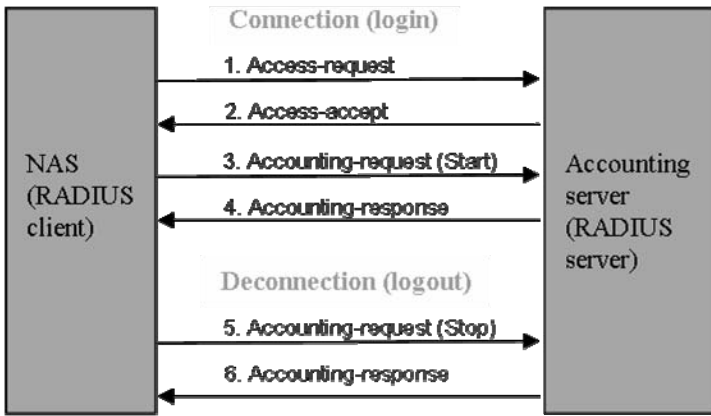 Connection (login)
1. Access-request
2. Access-accept
3. Accounting-request (Start)
4. Accounting-response
NAS
(RADIUS
client)
Accounting
server
(RADIUS
server)
Deconnection (logout)
5. Accounting-request (Stop)
6. Accounting-response